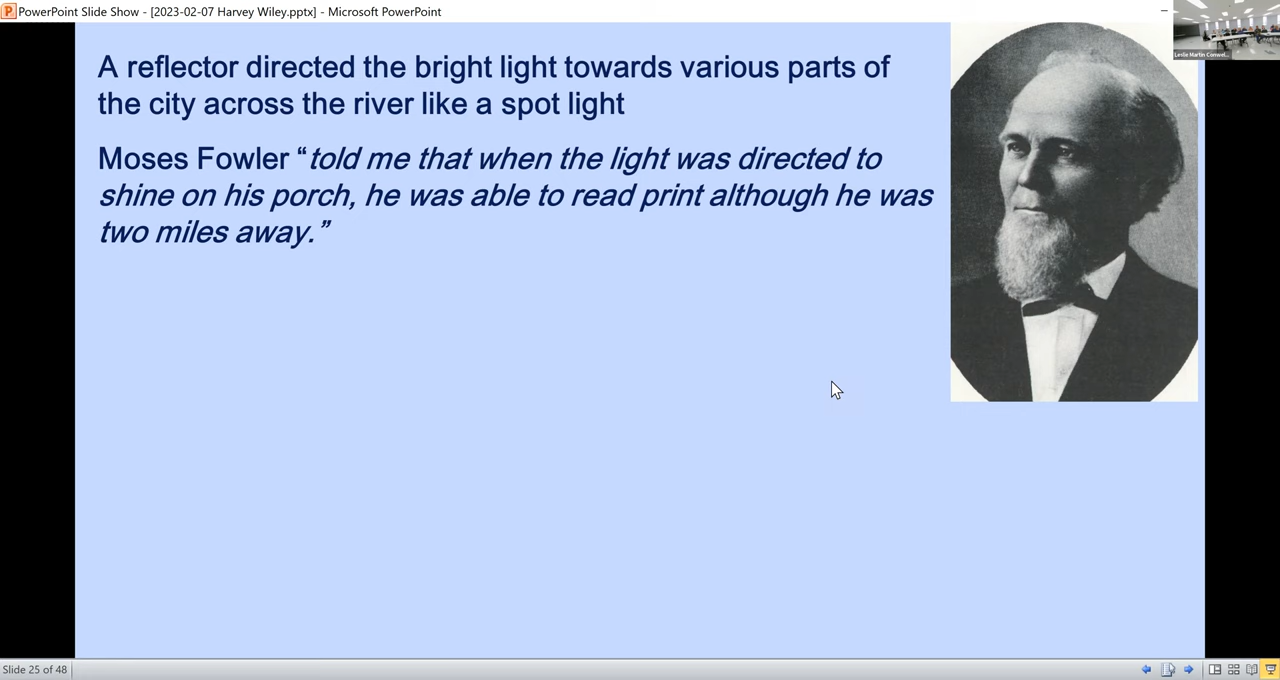 PowerPoint Slide Show - [2023-02-07 Harvey Wiley.pptx] - Microsoft PowerPoint
Leslie Martin Conwel...
A reflector directed the bright light towards various parts of
the city across the river like a spot light
Moses Fowler “told me that when the light was directed to
shine on his porch, he was able to read print although he was
two miles away.”
Slide 25 of 48